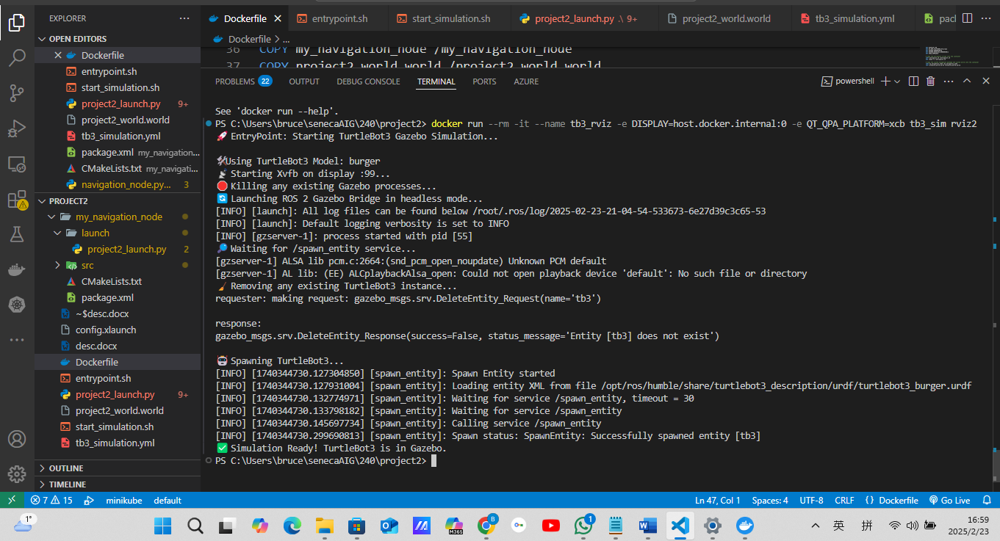 EXPLORER
OPEN EDITORS
Dockerfile
entrypoint.sh
start_simulation.sh
project2_launch.py 9+
project2_world.world
tb3_simulation.yml
package.xml my_navigation...
CMakeLists.txt my_navigati...
navigation_node.py... 3
PROJECT2
my_navigation_node
launch
project2_launch.py 2
src
CMakeLists.txt
package.xml
~$desc.docx
config.xlaunch
desc.docx
Dockerfile
entrypoint.sh
project2_launch.py 9+
project2_world.world
start_simulation.sh
tb3_simulation.yml
OUTLINE
TIMELINE
Dockerfile entrypoint.sh start_simulation.sh project2_launch.py .\ 9+ project2_world.world tb3_simulation.yml pacl
Dockerfile > ...
36 COPY my_navigation_node /my_navigation_node
37 COPY project2_world.world /project2_world.world
PROBLEMS 22 OUTPUT DEBUG CONSOLE TERMINAL PORTS AZURE powershell
See 'docker run --help'.
PS C:\Users\bruce\senecaAIG\240\project2> docker run --rm -it --name tb3_rviz -e DISPLAY=host.docker.internal:0 -e QT_QPA_PLATFORM=xcb tb3_sim rviz2
🚀 EntryPoint: Starting TurtleBot3 Gazebo Simulation...
🛠Using TurtleBot3 Model: burger
📡 Starting Xvfb on display :99...
🛑 Killing any existing Gazebo processes...
🔄 Launching ROS 2 Gazebo Bridge in headless mode...
[INFO] [launch]: All log files can be found below /root/.ros/log/2025-02-23-21-04-54-533673-6e27d39c3c65-53
[INFO] [launch]: Default logging verbosity is set to INFO
[INFO] [gzserver-1]: process started with pid [55]
🔎 Waiting for /spawn_entity service...
[gzserver-1] ALSA lib pcm.c:2664:(snd_pcm_open_noupdate) Unknown PCM default
[gzserver-1] AL lib: (EE) ALCplaybackAlsa_open: Could not open playback device 'default': No such file or directory
🧹 Removing any existing TurtleBot3 instance...
requester: making request: gazebo_msgs.srv.DeleteEntity_Request(name='tb3')
response:
gazebo_msgs.srv.DeleteEntity_Response(success=False, status_message='Entity [tb3] does not exist')
🤖 Spawning TurtleBot3...
[INFO] [1740344730.127304850] [spawn_entity]: Spawn Entity started
[INFO] [1740344730.127931004] [spawn_entity]: Loading entity XML from file /opt/ros/humble/share/turtlebot3_description/urdf/turtlebot3_burger.urdf
[INFO] [1740344730.132774971] [spawn_entity]: Waiting for service /spawn_entity, timeout = 30
[INFO] [1740344730.133798182] [spawn_entity]: Waiting for service /spawn_entity
[INFO] [1740344730.145697734] [spawn_entity]: Calling service /spawn_entity
[INFO] [1740344730.299690813] [spawn_entity]: Spawn status: SpawnEntity: Successfully spawned entity [tb3]
✅ Simulation Ready! TurtleBot3 is in Gazebo.
PS C:\Users\bruce\senecaAIG\240\project2>
7 15 minikube default Ln 47, Col 1 Spaces: 4 UTF-8 CRLF {} Dockerfile Go Live
1° M365 B 1 英 拼 16:59
2025/2/23